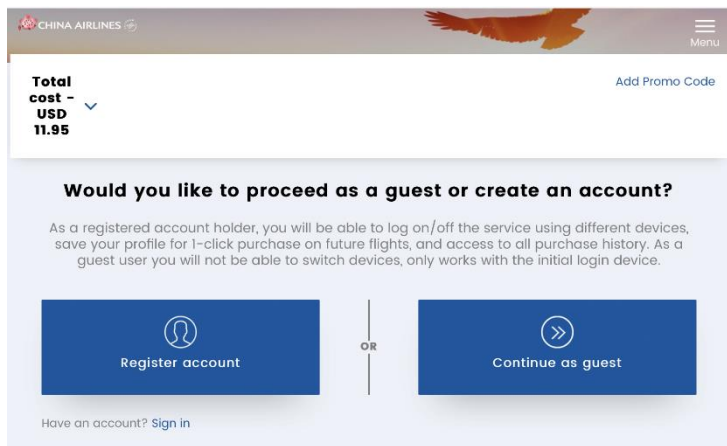 CHINA AIRLINES
Menu
Total
cost -
USD
11.95
Add Promo Code
Would you like to proceed as a guest or create an account?
As a registered account holder, you will be able to log on/off the service using different devices,
save your profile for 1-click purchase on future flights, and access to all purchase history. As a
guest user you will not be able to switch devices, only works with the initial login device.
Register account
OR
Continue as guest
Have an account? Sign in